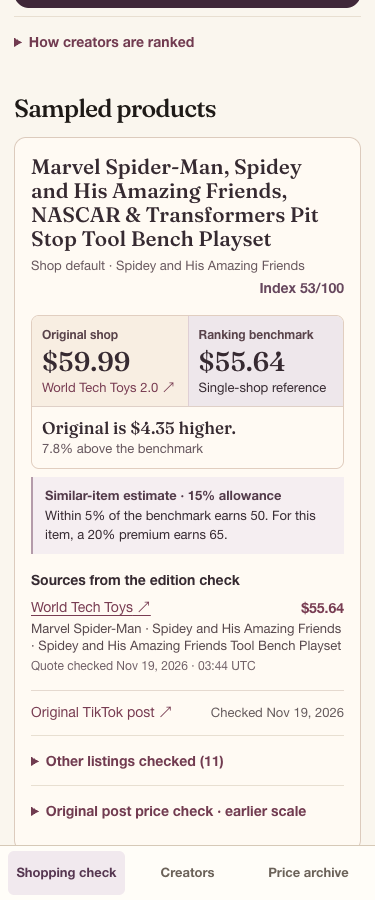 ▶ How creators are ranked
Sampled products
Marvel Spider-Man, Spidey
and His Amazing Friends,
NASCAR & Transformers Pit
Stop Tool Bench Playset
Shop default · Spidey and His Amazing Friends
Index 53/100
Original shop
$59.99
World Tech Toys 2.0 ↗
Ranking benchmark
$55.64
Single-shop reference
Original is $4.35 higher.
7.8% above the benchmark
Similar-item estimate · 15% allowance
Within 5% of the benchmark earns 50. For this
item, a 20% premium earns 65.
Sources from the edition check
World Tech Toys ↗ $55.64
Marvel Spider-Man · Spidey and His Amazing Friends
· Spidey and His Amazing Friends Tool Bench Playset
Quote checked Nov 19, 2026 · 03:44 UTC
Original TikTok post ↗ Checked Nov 19, 2026
▶ Other listings checked (11)
▶ Original post price check · earlier scale
Shopping check Creators Price archive